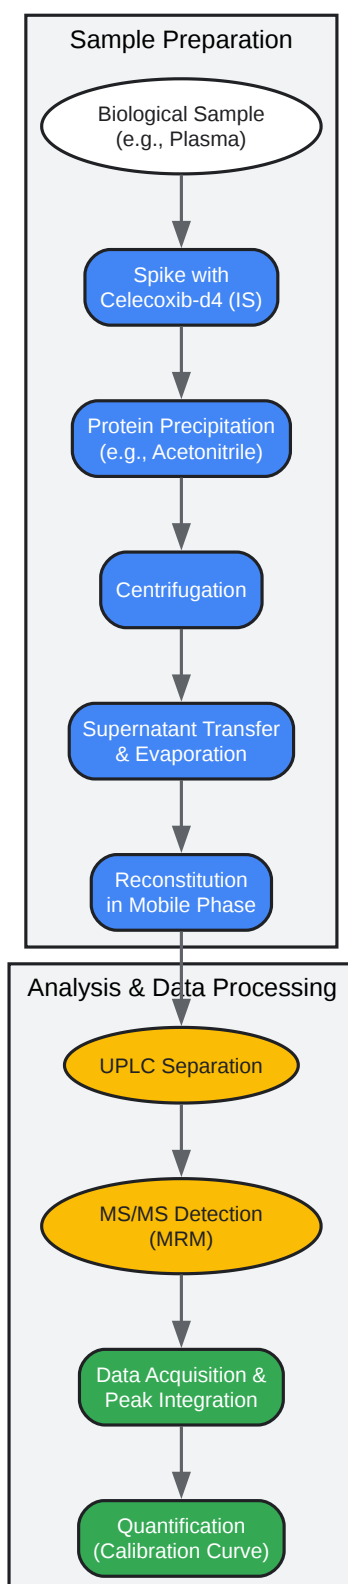 Sample Preparation
Biological Sample
(e.g., Plasma)
Spike with
Celecoxib-d4 (IS)
Protein Precipitation
(e.g., Acetonitrile)
Centrifugation
Supernatant Transfer
& Evaporation
Reconstitution
in Mobile Phase
Analysis & Data Processing
UPLC Separation
MS/MS Detection
(MRM)
Data Acquisition &
Peak Integration
Quantification
(Calibration Curve)